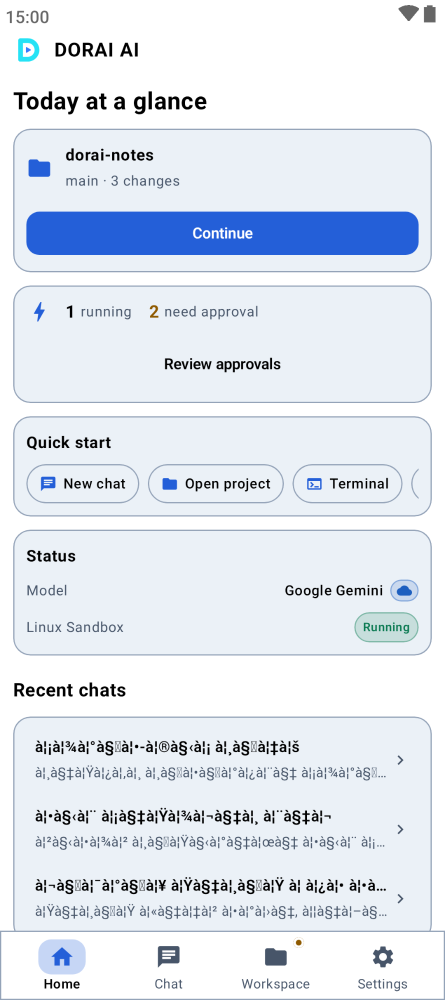 15:00
DORAI AI
Today at a glance
dorai-notes
main · 3 changes
Continue
1 running 2 need approval
Review approvals
Quick start
New chat
Open project
Terminal
Status
Model
Google Gemini
Linux Sandbox
Running
Recent chats
Home
Chat
Workspace
Settings